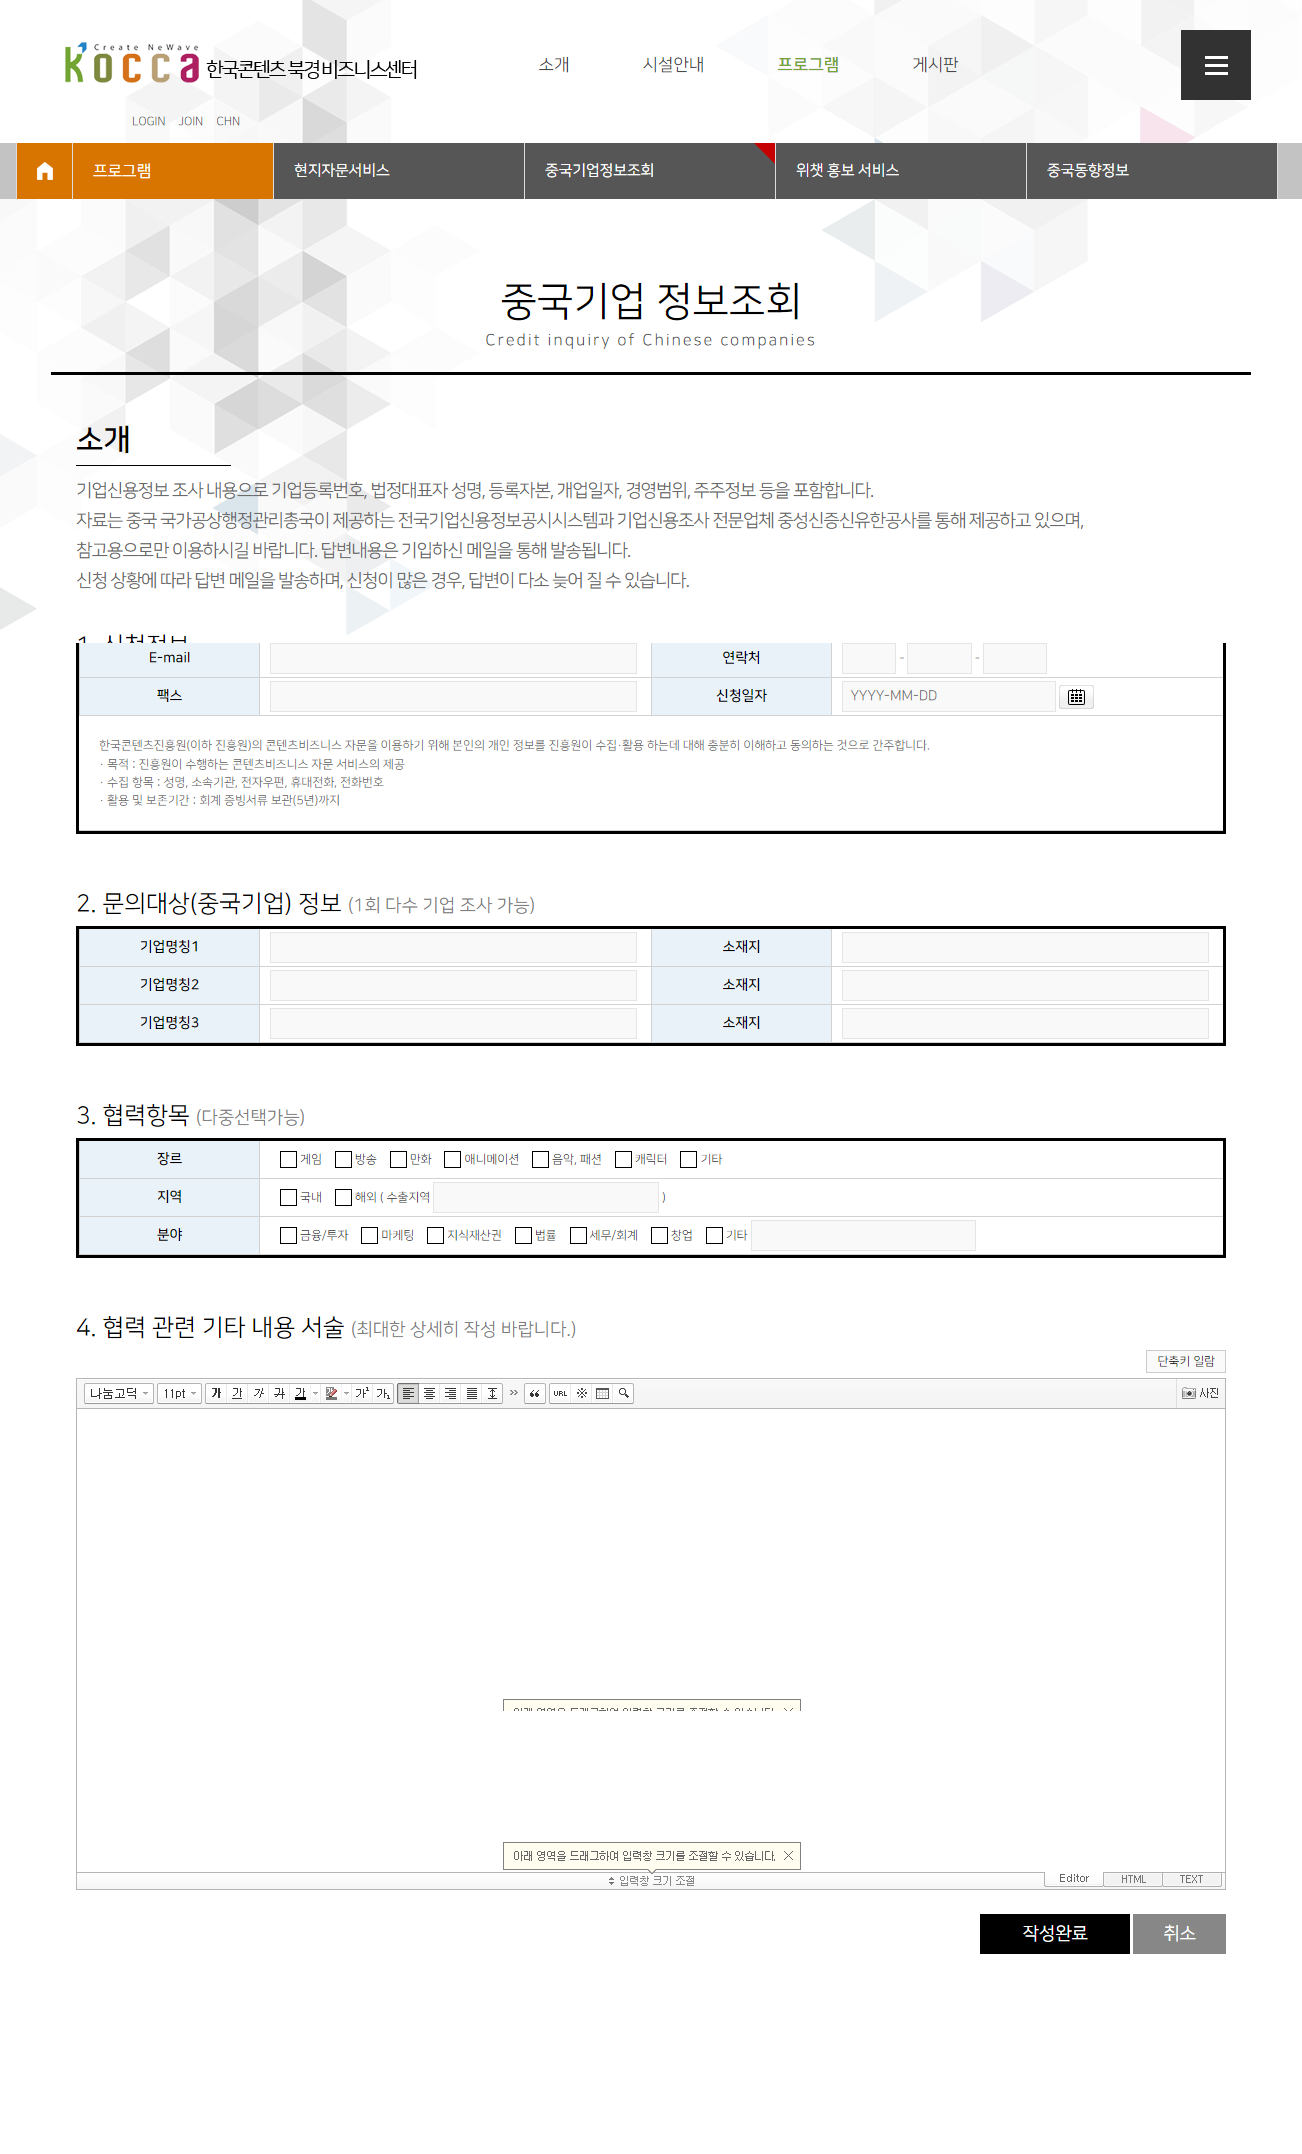 Create NeWave
Kocca 한국콘텐츠 북경비즈니스센터
소개 시설안내 프로그램 게시판
LOGIN JOIN CHN
프로그램 현지자문서비스 중국기업정보조회 위챗 홍보 서비스 중국동향정보
중국기업 정보조회
Credit inquiry of Chinese companies
소개
기업신용정보 조사 내용으로 기업등록번호, 법정대표자 성명, 등록자본, 개업일자, 경영범위, 주주정보 등을 포함합니다.
자료는 중국 국가공상행정관리총국이 제공하는 전국기업신용정보공시시스템과 기업신용조사 전문업체 중성신증신유한공사를 통해 제공하고 있으며,
참고용으로만 이용하시길 바랍니다. 답변내용은 기입하신 메일을 통해 발송됩니다.
신청 상황에 따라 답변 메일을 발송하며, 신청이 많은 경우, 답변이 다소 늦어 질 수 있습니다.
1. 신청정보
E-mail 연락처 - -
팩스 신청일자 YYYY-MM-DD
한국콘텐츠진흥원(이하 진흥원)의 콘텐츠비즈니스 자문을 이용하기 위해 본인의 개인 정보를 진흥원이 수집·활용 하는데 대해 충분히 이해하고 동의하는 것으로 간주합니다.
· 목적 : 진흥원이 수행하는 콘텐츠비즈니스 자문 서비스의 제공
· 수집 항목 : 성명, 소속기관, 전자우편, 휴대전화, 전화번호
· 활용 및 보존기간 : 회계 증빙서류 보관(5년)까지
2. 문의대상(중국기업) 정보 (1회 다수 기업 조사 가능)
기업명칭1 소재지
기업명칭2 소재지
기업명칭3 소재지
3. 협력항목 (다중선택가능)
장르 게임 방송 만화 애니메이션 음악, 패션 캐릭터 기타
지역 국내 해외 ( 수출지역 )
분야 금융/투자 마케팅 지식재산권 법률 세무/회계 창업 기타
4. 협력 관련 기타 내용 서술 (최대한 상세히 작성 바랍니다.)
단축키 일람
나눔고딕 11pt 가 가 가 가 가 가¹ 가₁ URL ※ 사진
아래 영역을 드래그하여 입력창 크기를 조절할 수 있습니다.
아래 영역을 드래그하여 입력창 크기를 조절할 수 있습니다.
입력창 크기 조절 Editor HTML TEXT
작성완료 취소